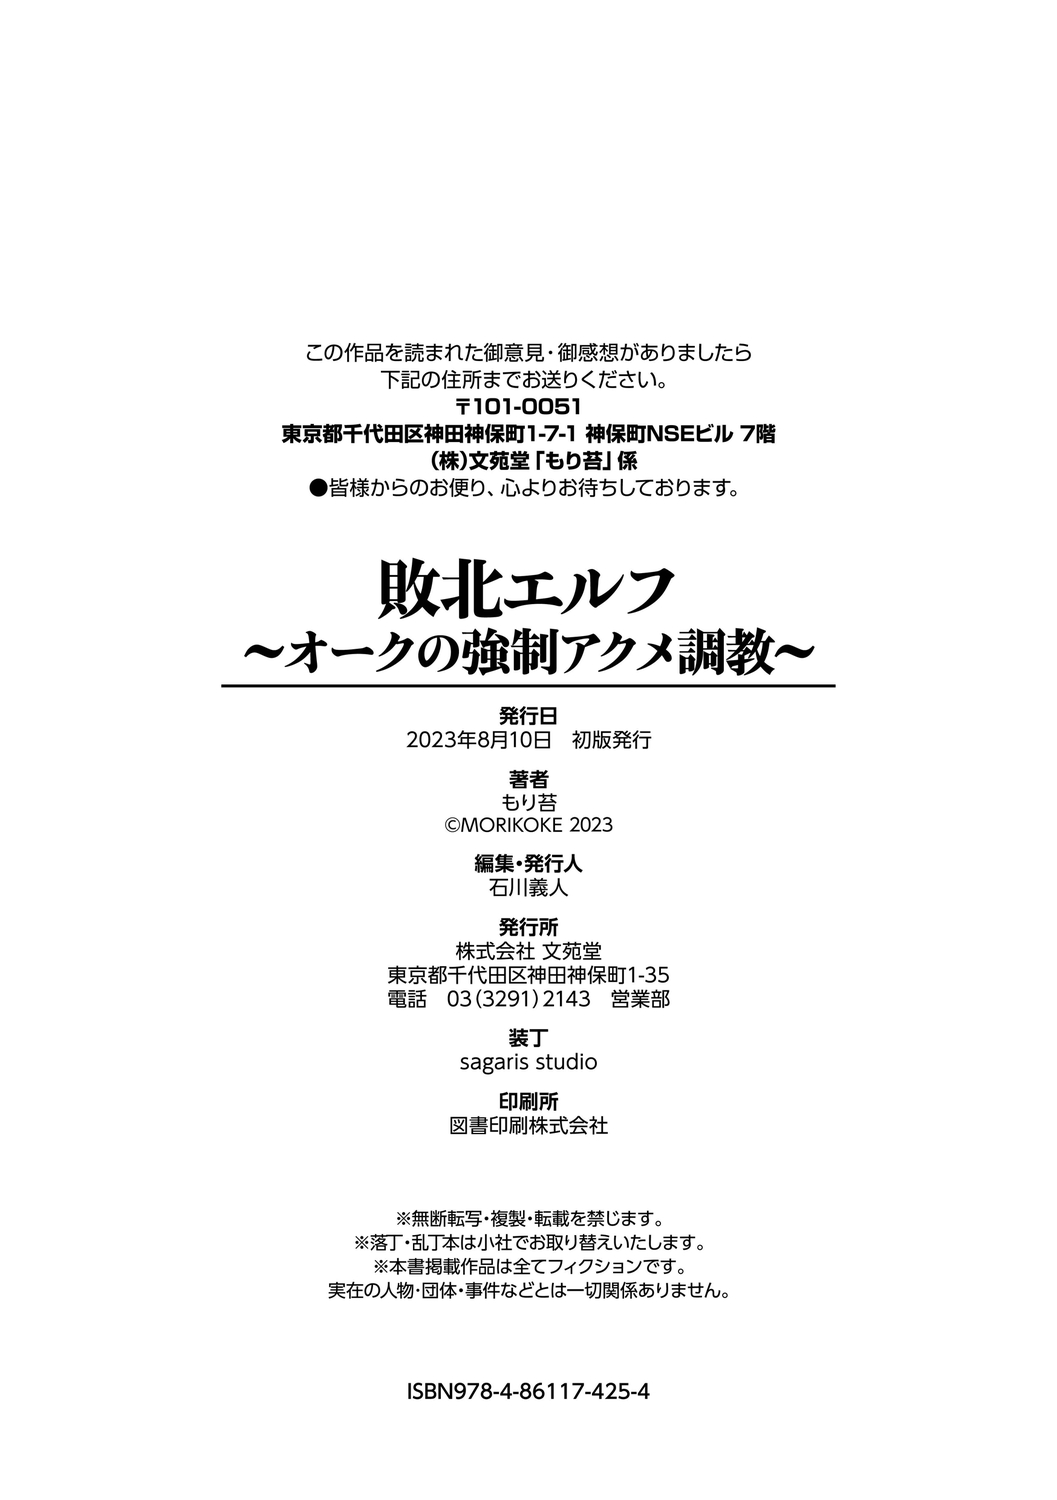 この作品を読まれた御意見・御感想がありましたら
下記の住所までお送りください。
〒101-0051
東京都千代田区神田神保町1-7-1 神保町NSEビル 7階
(株)文苑堂「もり苔」係
●皆様からのお便り、心よりお待ちしております。
敗北エルフ
～オークの強制アクメ調教～
発行日
2023年8月10日　初版発行
著者
もり苔
©MORIKOKE 2023
編集・発行人
石川義人
発行所
株式会社 文苑堂
東京都千代田区神田神保町1-35
電話　03(3291)2143　営業部
装丁
sagaris studio
印刷所
図書印刷株式会社
※無断転写・複製・転載を禁じます。
※落丁・乱丁本は小社でお取り替えいたします。
※本書掲載作品は全てフィクションです。
実在の人物・団体・事件などとは一切関係ありません。
ISBN978-4-86117-425-4